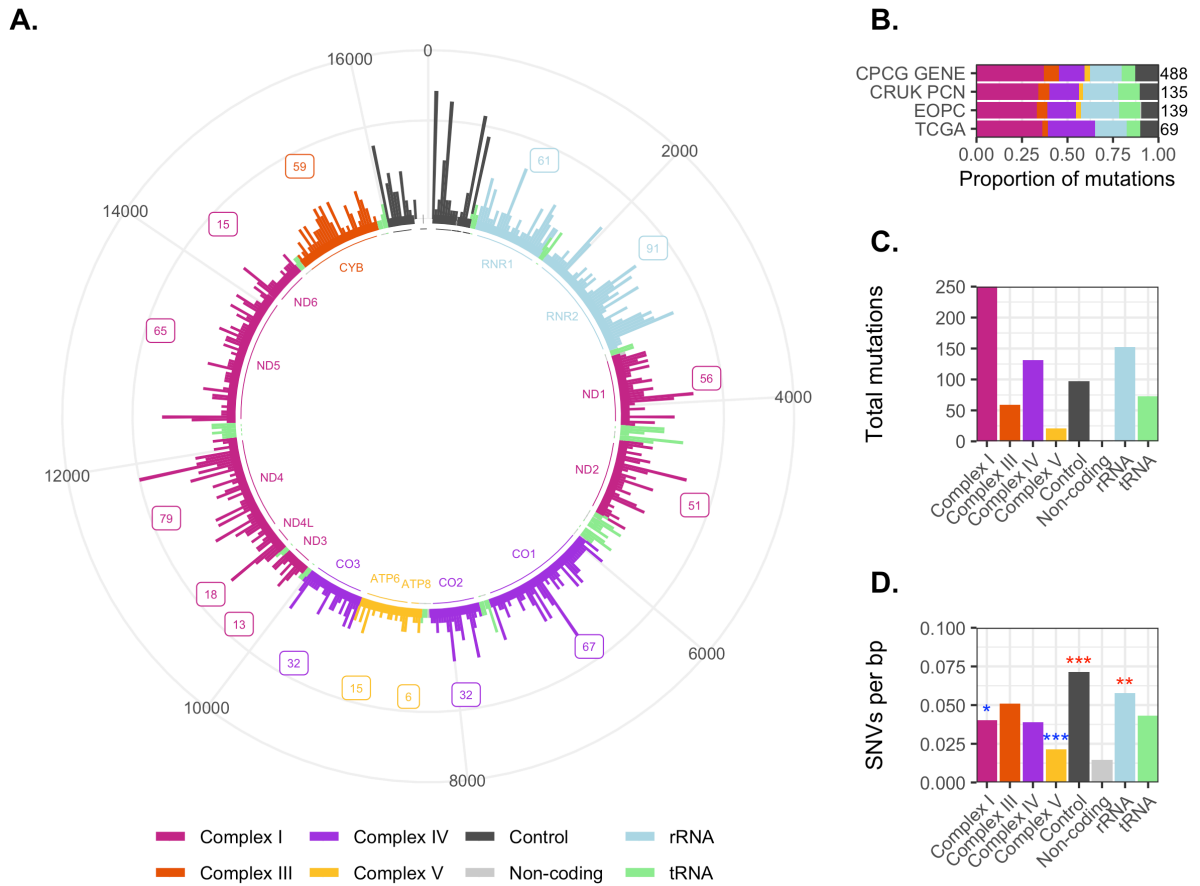 A.
0
2000
4000
6000
8000
10000
12000
14000
16000
61
91
56
51
67
32
6
15
32
13
18
79
65
15
59
RNR1
RNR2
ND1
ND2
CO1
CO2
ATP8
ATP6
CO3
ND3
ND4L
ND4
ND5
ND6
CYB
Complex I
Complex IV
Control
rRNA
Complex III
Complex V
Non-coding
tRNA
B.
CPCG GENE 488
CRUK PCN 135
EOPC 139
TCGA 69
0.00 0.25 0.50 0.75 1.00
Proportion of mutations
C.
Total mutations
250
200
150
100
50
0
Complex I
Complex III
Complex IV
Complex V
Control
Non-coding
rRNA
tRNA
D.
SNVs per bp
0.100
0.075
0.050
0.025
0.000
*
***
***
**
Complex I
Complex III
Complex IV
Complex V
Control
Non-coding
rRNA
tRNA